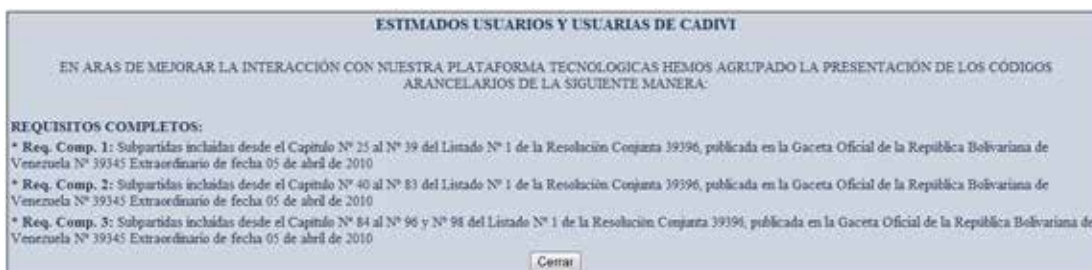 ESTIMADOS USUARIOS Y USUARIAS DE CADIVI
EN ARAS DE MEJORAR LA INTERACCIÓN CON NUESTRA PLATAFORMA TECNOLOGICAS HEMOS AGRUPADO LA PRESENTACIÓN DE LOS CÓDIGOS
ARANCELARIOS DE LA SIGUIENTE MANERA:
REQUISITOS COMPLETOS:
* Req. Comp. 1: Subpartidas incluidas desde el Capitulo Nº 25 al Nº 39 del Listado Nº 1 de la Resolución Conjunta 39396, publicada en la Gaceta Oficial de la República Bolivariana de
Venezuela Nº 39345 Extraordinario de fecha 05 de abril de 2010
* Req. Comp. 2: Subpartidas incluidas desde el Capitulo Nº 40 al Nº 83 del Listado Nº 1 de la Resolución Conjunta 39396, publicada en la Gaceta Oficial de la República Bolivariana de
Venezuela Nº 39345 Extraordinario de fecha 05 de abril de 2010
* Req. Comp. 3: Subpartidas incluidas desde el Capitulo Nº 84 al Nº 96 y Nº 98 del Listado Nº 1 de la Resolución Conjunta 39396, publicada en la Gaceta Oficial de la República Bolivariana de
Venezuela Nº 39345 Extraordinario de fecha 05 de abril de 2010
Cerrar